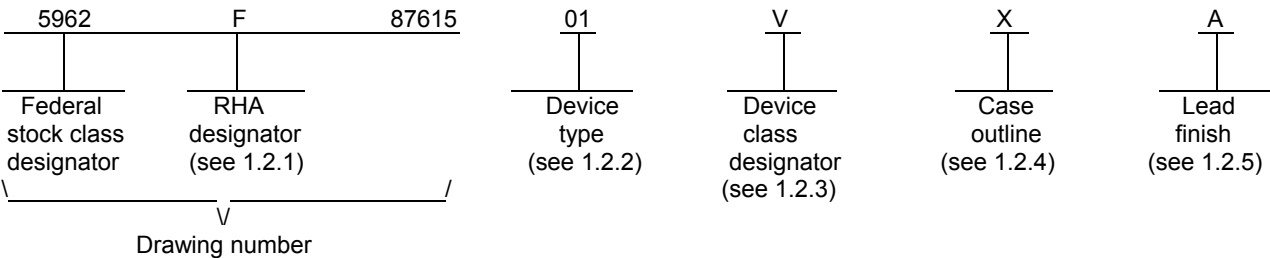 5962 F 87615 01 V X A
Federal RHA Device Device Case Lead
stock class designator type class outline finish
designator (see 1.2.1) (see 1.2.2) designator (see 1.2.4) (see 1.2.5)
(see 1.2.3)
\ /
\/
Drawing number